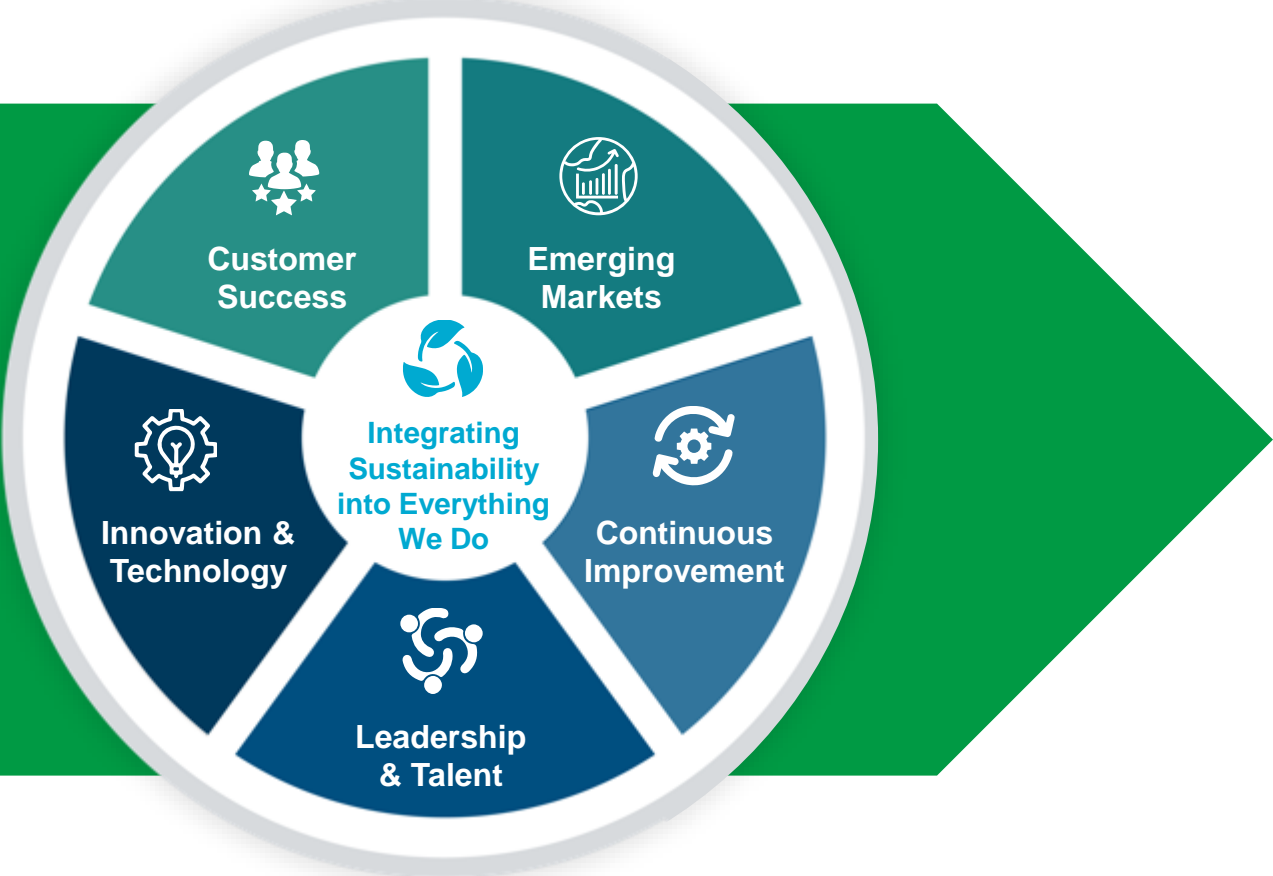 Customer
Success
Emerging
Markets
Integrating
Sustainability
into Everything
We Do
Innovation &
Technology
Continuous
Improvement
Leadership
& Talent